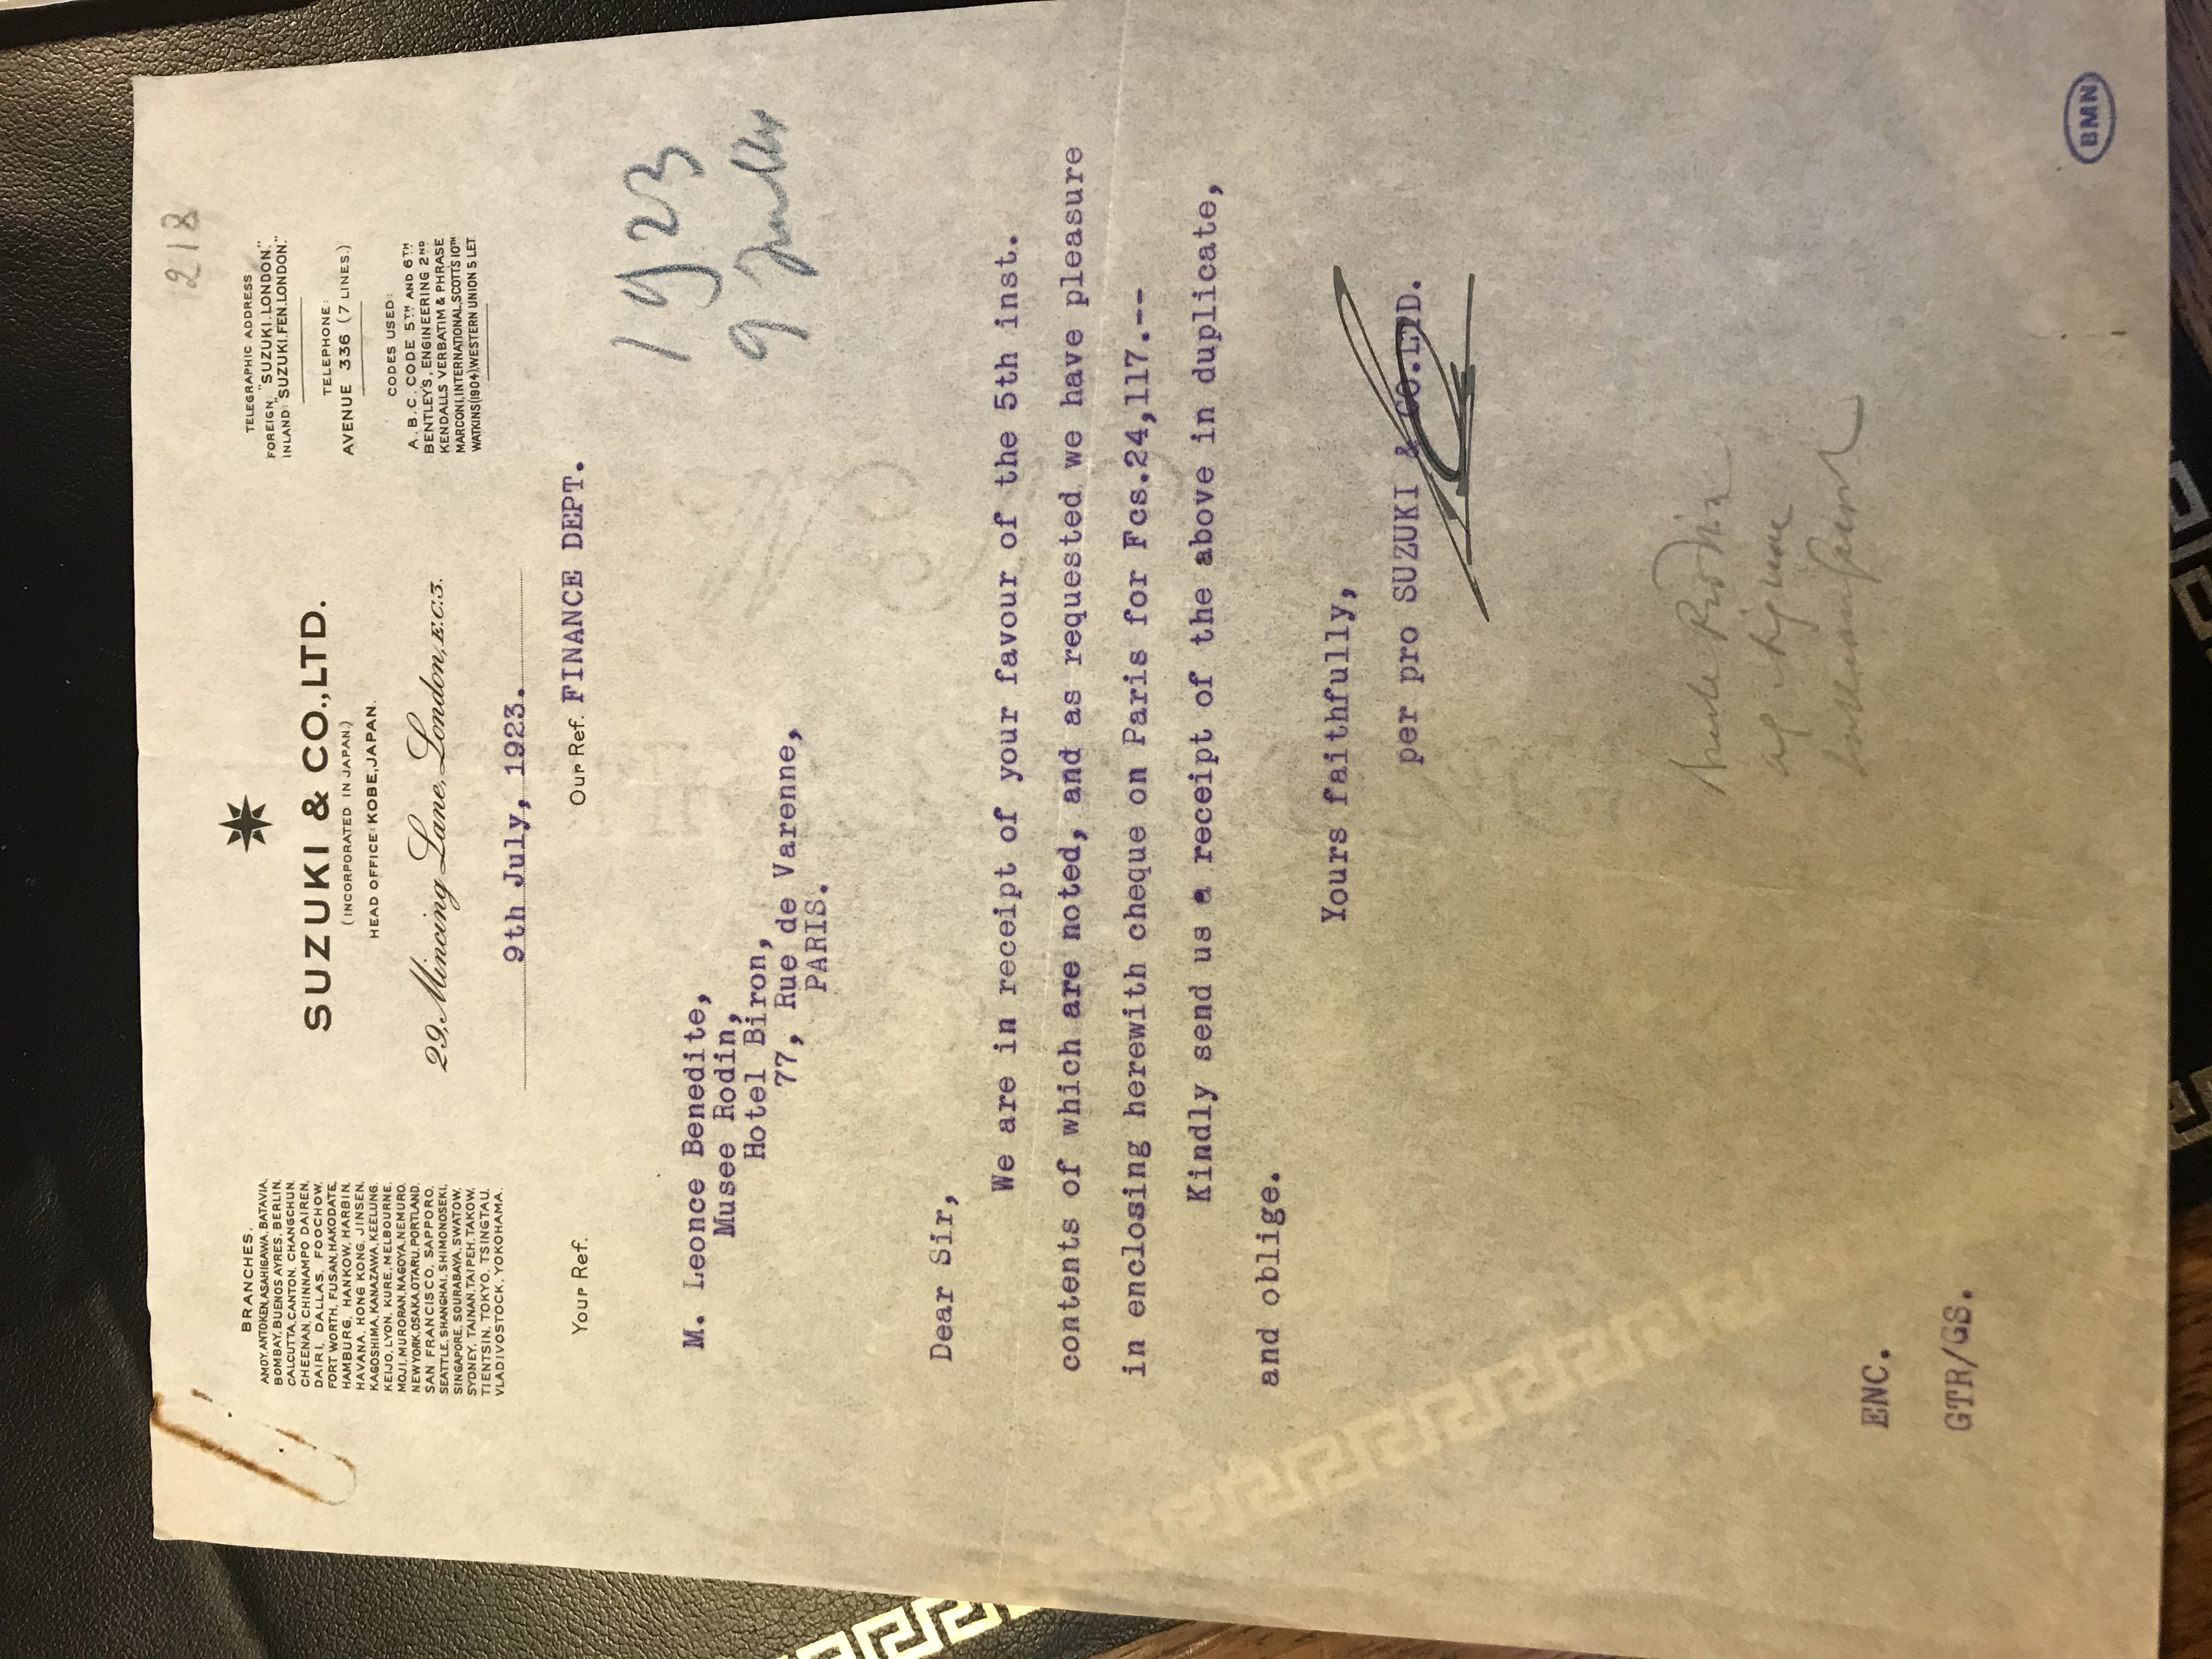 218
BRANCHES.
AMOY, ANTOKEN, ASAHIGAWA, BATAVIA,
BOMBAY, BUENOS AYRES, BERLIN,
CALCUTTA, CANTON, CHANGCHUN,
CHEENAN, CHINNAMPO DAIREN,
DAIRI, DALLAS, FOOCHOW,
FORT WORTH, FUSAN, HAKODATE,
HAMBURG, HANKOW, HARBIN,
HAVANA, HONG KONG, JINSEN,
KAGOSHIMA, KANAZAWA, KEELUNG,
KEIJO, LYON, KURE, MELBOURNE,
MOJI, MURORAN, NAGOYA, NEMURO,
NEW YORK, OSAKA, OTARU, PORTLAND,
SAN FRANCISCO, SAPPORO,
SEATTLE, SHANGHAI, SHIMONOSEKI,
SINGAPORE, SOURABAYA, SWATOW,
SYDNEY, TAINAN, TAIPEH, TAKOW,
TIENTSIN, TOKYO, TSINGTAU,
VLADIVOSTOCK, YOKOHAMA.
SUZUKI & CO., LTD.
(INCORPORATED IN JAPAN)
HEAD OFFICE: KOBE, JAPAN.
29, Mincing Lane, London, E.C.3.
9th July, 1923.
TELEGRAPHIC ADDRESS
FOREIGN: "SUZUKI. LONDON."
INLAND: "SUZUKI. FEN. LONDON."
TELEPHONE:
AVENUE 336 (7 LINES.)
CODES USED:
A.B.C. CODE 5TH AND 6TH
BENTLEY'S, ENGINEERING 2ND
KENDALLS VERBATIM & PHRASE
MARCONI, INTERNATIONAL, SCOTTS 10TH
WATKINS (1904), WESTERN UNION 5 LET.
Your Ref.
Our Ref. FINANCE DEPT.
1923
9 Juillet
M. Leonce Benedite,
Musee Rodin,
Hotel Biron,
77, Rue de Varenne,
PARIS.
Dear Sir,
We are in receipt of your favour of the 5th inst.
contents of which are noted, and as requested we have pleasure
in enclosing herewith cheque on Paris for Fcs.24,117.--
Kindly send us a receipt of the above in duplicate,
and oblige.
Yours faithfully,
per pro SUZUKI & CO.LTD.
Rodin
ENC.
GTR/GS.
BMN